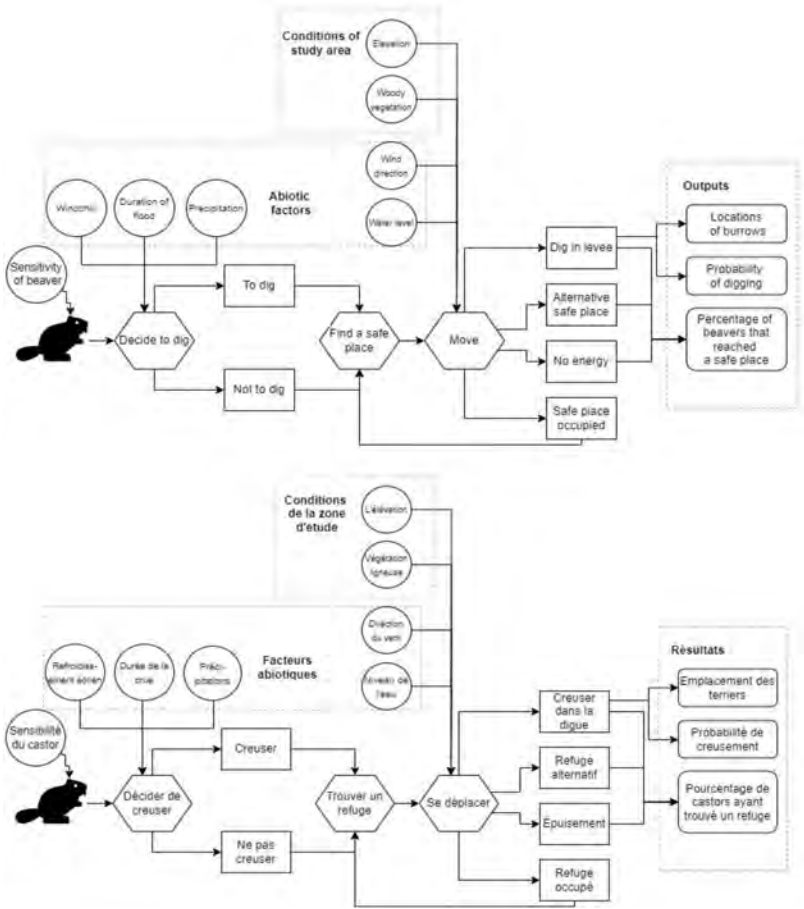 Conditions of
study area
Elevation
Woody
vegetation
Abiotic
factors
Windchill
Duration of
flood
Precipitation
Wind
direction
Water level
Outputs
Locations
of burrows
Probability
of digging
Percentage of
beavers that
reached
a safe place
Sensitivity
of beaver
Decide to dig
To dig
Not to dig
Find a safe
place
Move
Dig in levee
Alternative
safe place
No energy
Safe place
occupied
Conditions
de la zone
d'étude
L'élévation
Végétation
ligneuse
Facteurs
abiotiques
Refroidisse-
ment éolien
Durée de la
crue
Préci-
pitations
Direction
du vent
Niveau de
l'eau
Résultats
Emplacement des
terriers
Probabilité de
creusement
Pourcentage de
castors ayant
trouvé un refuge
Sensibilité
du castor
Décider de
creuser
Creuser
Ne pas
creuser
Trouver un
refuge
Se déplacer
Creuser
dans la
digue
Refuge
alternatif
Épuisement
Refuge
occupé